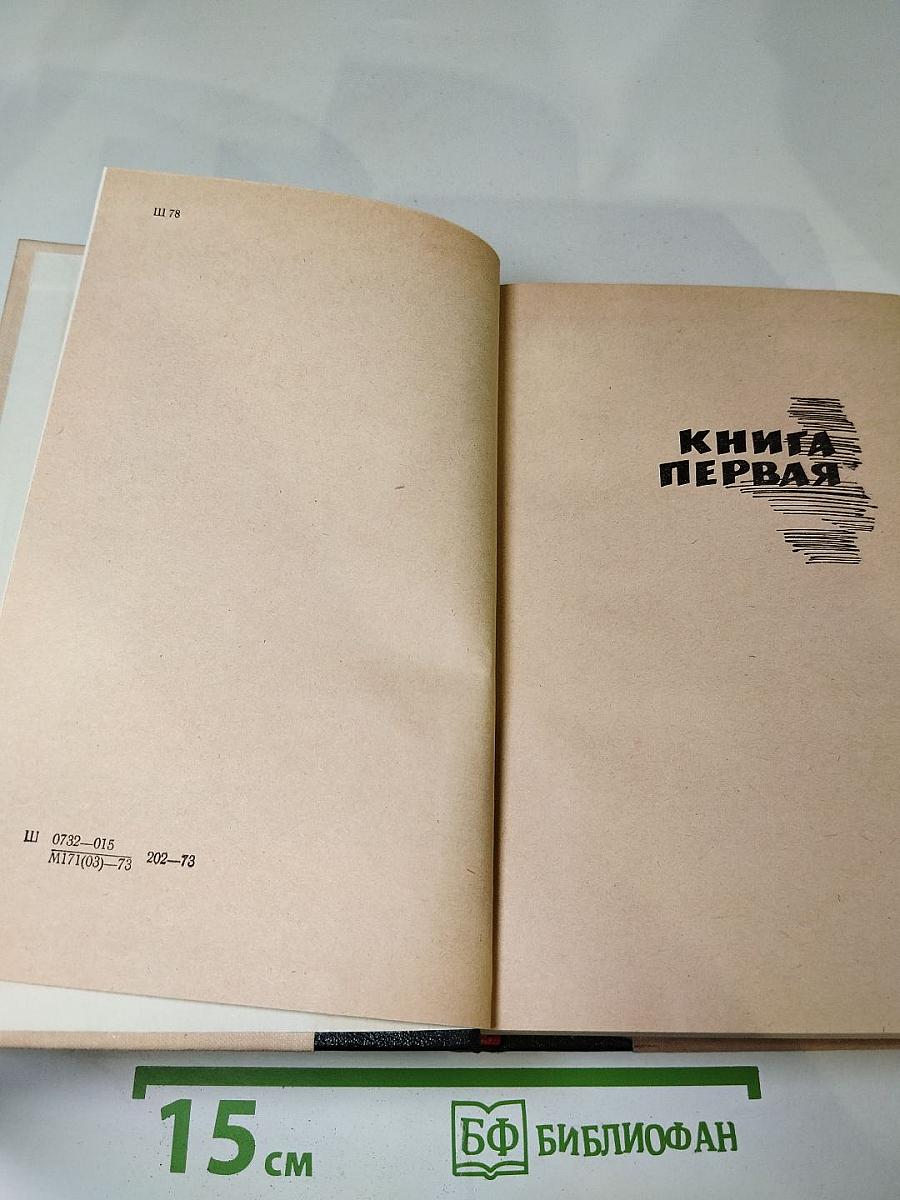 Ш 78
КНИГА
ПЕРВАЯ
Ш 0732—015
М171(03)—73 202—73
15 см
БФ БИБЛИОФАН